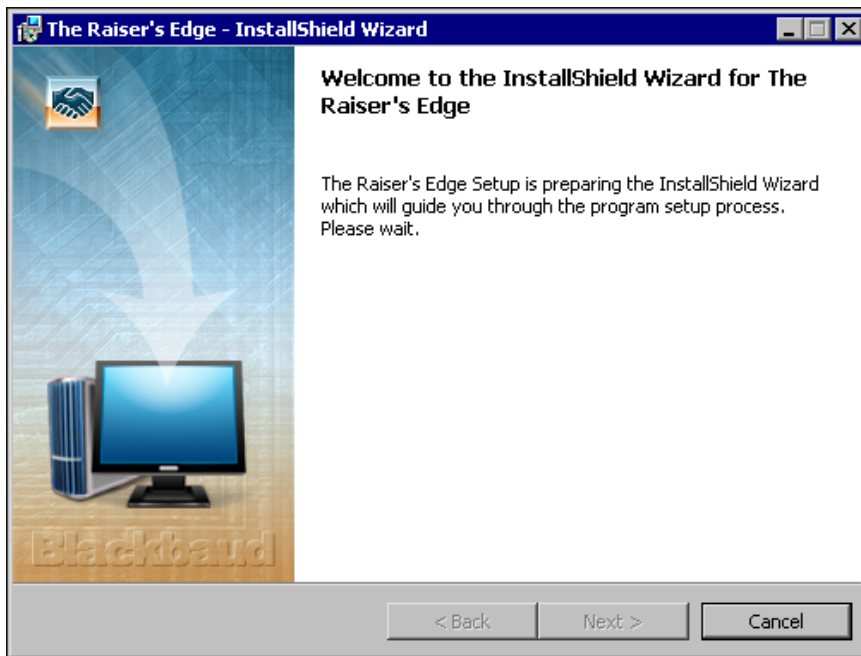 The Raiser's Edge - InstallShield Wizard
Welcome to the InstallShield Wizard for The
Raiser's Edge
The Raiser's Edge Setup is preparing the InstallShield Wizard
which will guide you through the program setup process.
Please wait.
Blackbaud
< Back
Next >
Cancel